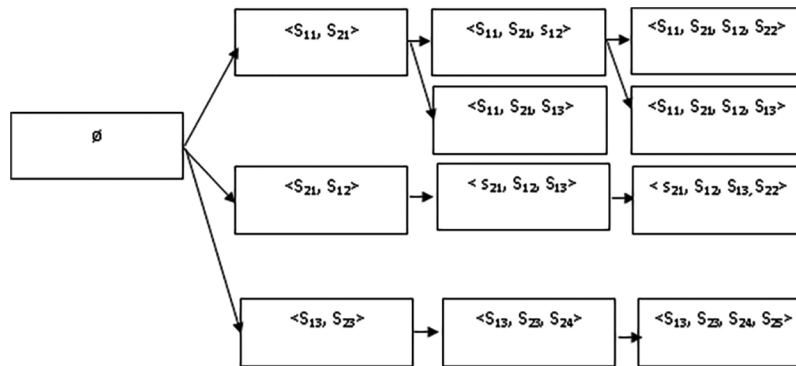 <S₁₁, S₂₁>
<S₁₁, S₂₁, s₁₂>
<S₁₁, S₂₁, S₁₂, S₂₂>
<S₁₁, S₂₁, S₁₃>
<S₁₁, S₂₁, S₁₂, S₁₃>
ø
<S₂₁, S₁₂>
< s₂₁, S₁₂, S₁₃>
< s₂₁, S₁₂, S₁₃, S₂₂>
<S₁₃, S₂₃>
<S₁₃, S₂₃, S₂₄>
<S₁₃, S₂₃, S₂₄, S₂₅>